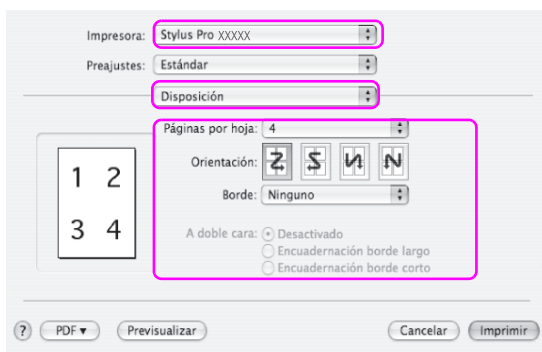 Impresora: Stylus Pro XXXXX
Preajustes: Estándar
Disposición
Páginas por hoja: 4
Orientación:
Borde: Ninguno
1 2
3 4
A doble cara: Desactivado
Encuadernación borde largo
Encuadernación borde corto
? PDF▼ Previsualizar Cancelar Imprimir